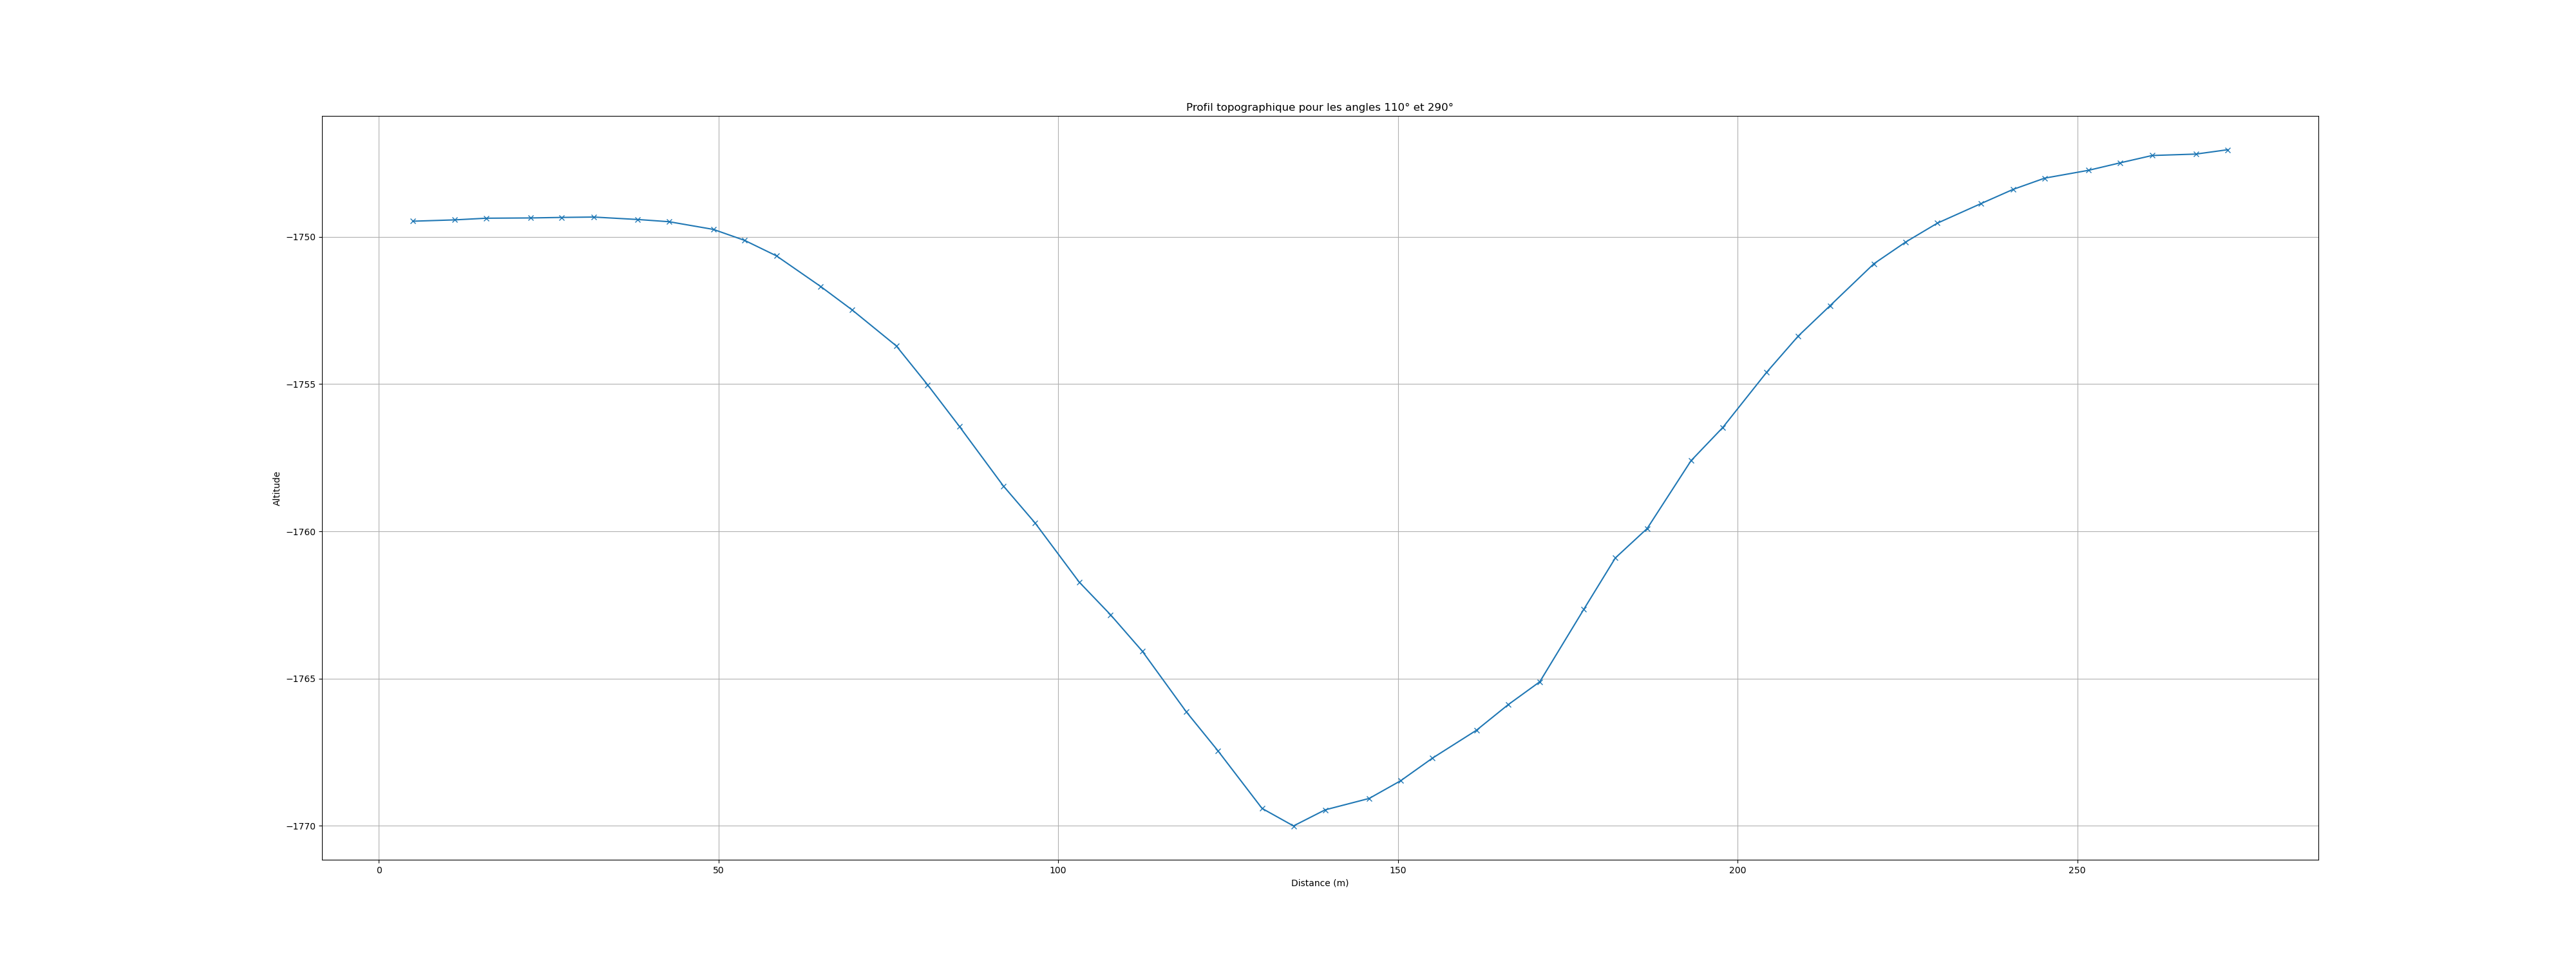 Profil topographique pour les angles 110° et 290°
Altitude
−1750
−1755
−1760
−1765
−1770
0 50 100 150 200 250
Distance (m)